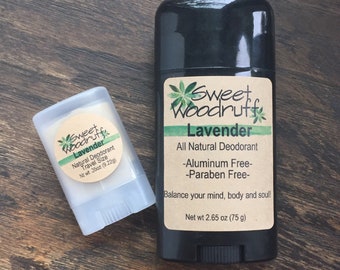 Sweet
Woodruff
Lavender
Natural Deodorant
Travel Size
Sweet
Woodruff
Lavender
All Natural Deodorant
-Aluminum Free-
-Paraben Free-
Balance your mind, body and soul!
Net wt 2.65 oz (75 g)